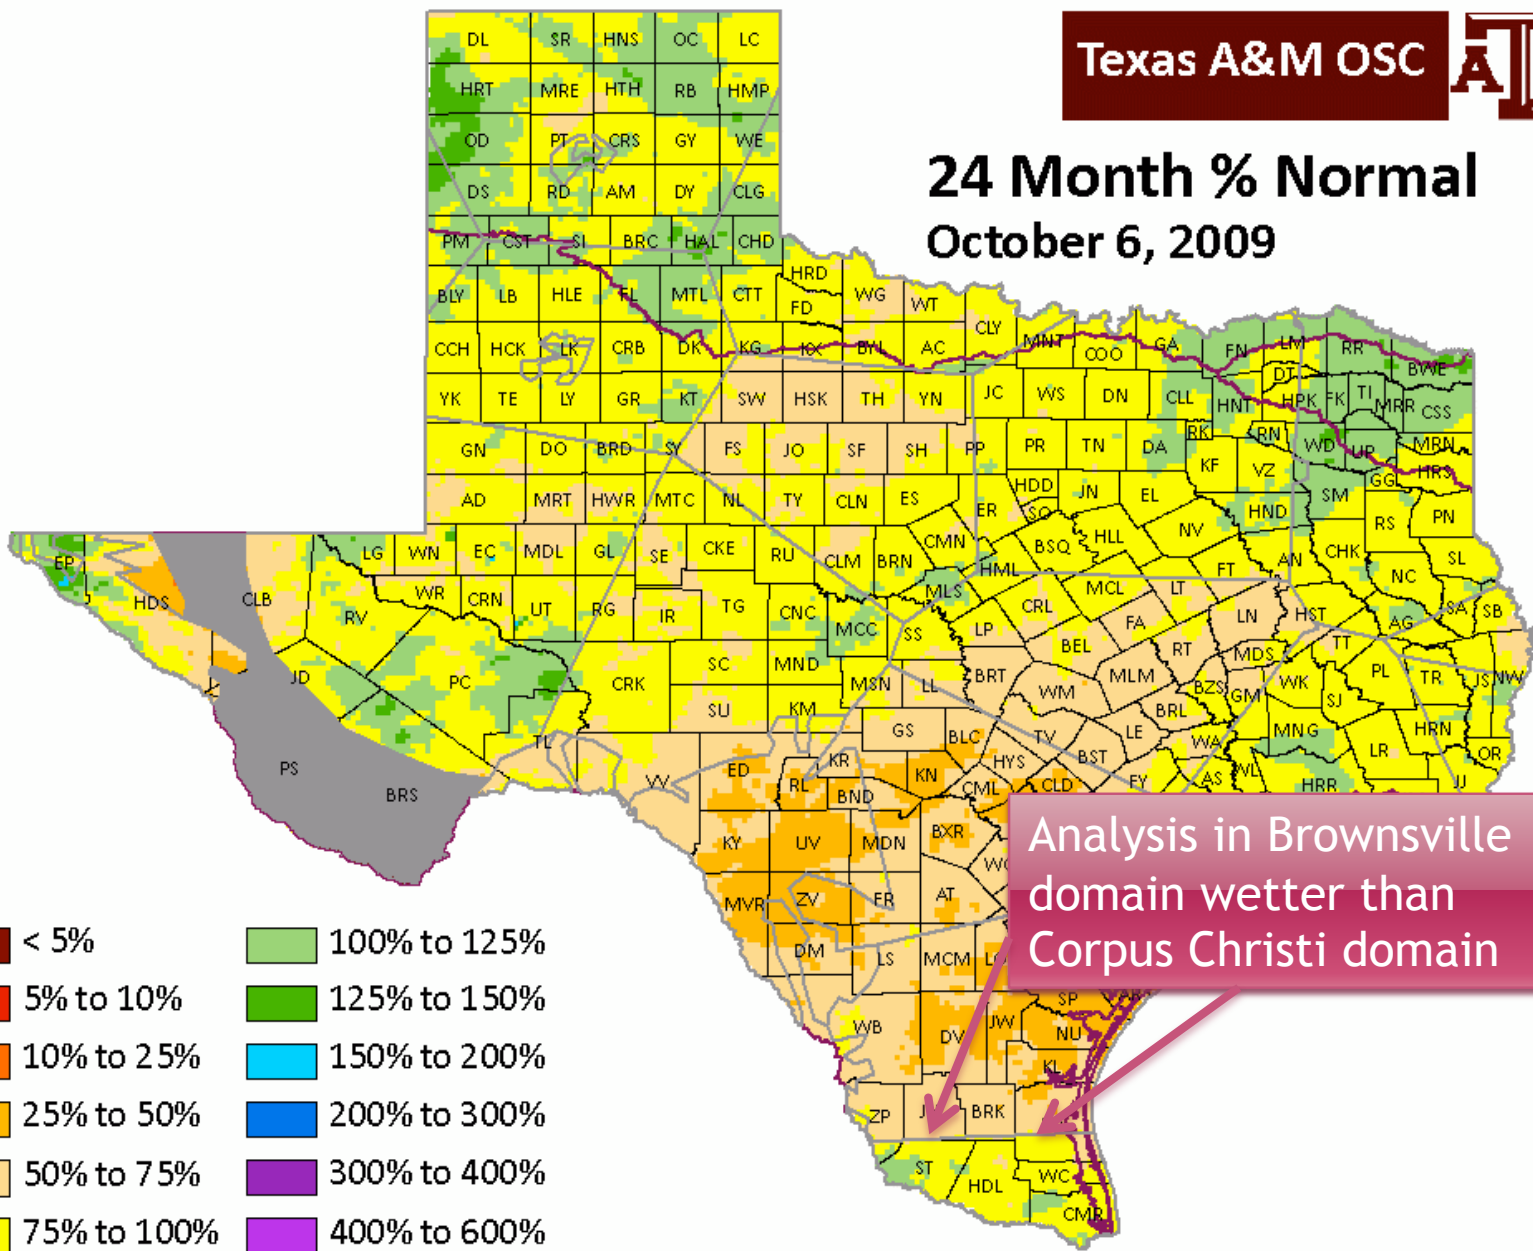 Texas A&M OSC
ATM
24 Month % Normal
October 6, 2009
DL SR HNS OC LC
HRT MRE HTH RB HMP
OD PT CRS GY WE
DS RD AM DY CLG
PM CST SI BRC HAL CHD
BLY LB HLE FL MTL CTT HRD
FD WG WT
CLY
CCH HCK LK CRB DK KG KX BYL AC MNT COO GA FN LM RR BWE
DT
YK TE LY GR KT SW HSK TH YN JC WS DN CLL HNT HPK FK TI MRR CSS
RK RN
GN DO BRD SY FS JO SF SH PP PR TN DA KF VZ WD UP MRN
HRS
GG
AD MRT HWR MTC NL TY CLN ES ER HDD JN EL HND SM RS PN
SO
NV
EP LG WN EC MDL GL SE CKE RU CLM BRN CMN BSQ HLL AN CHK SL
HML FT NC
HDS CLB RV WR CRN UT RG IR TG CNC MLS CRL MCL LT LN HST AG SA SB
MCC SS LP BEL FA RT MDS TT
JD PC CRK SC MND MSN LL BRT WM MLM BZS GM WK SJ PL TR JS NW
SU KM BRL
TL GS BLC TV LE WA MNG LR HRN OR
PS BRS VV ED RL KR KN HYS BST FY AS WL HRR JJ
BND CML CLD
KY UV MDN BXR
MVR ZV FR AT
DM LS MCM
WB DV JW SP
NU
KL
ZP BRK
ST HDL WC
CMR
Analysis in Brownsville
domain wetter than
Corpus Christi domain
< 5% 100% to 125%
5% to 10% 125% to 150%
10% to 25% 150% to 200%
25% to 50% 200% to 300%
50% to 75% 300% to 400%
75% to 100% 400% to 600%